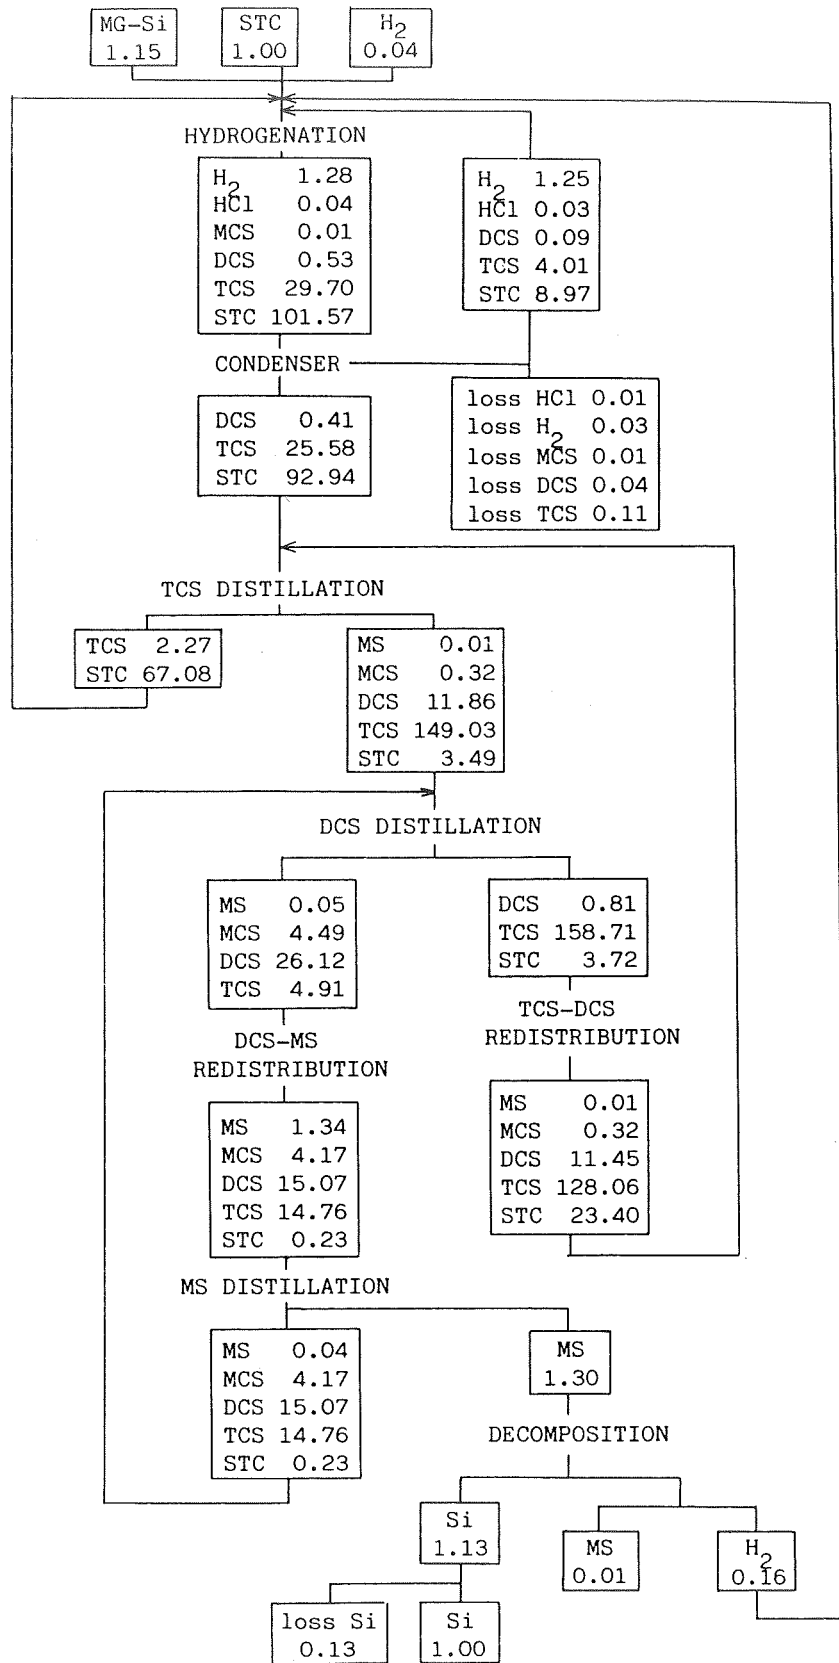 MG-Si
1.15
STC
1.00
H2
0.04
HYDROGENATION
H2 1.28
HCl 0.04
MCS 0.01
DCS 0.53
TCS 29.70
STC 101.57
H2 1.25
HCl 0.03
DCS 0.09
TCS 4.01
STC 8.97
CONDENSER
DCS 0.41
TCS 25.58
STC 92.94
loss HCl 0.01
loss H2 0.03
loss MCS 0.01
loss DCS 0.04
loss TCS 0.11
TCS DISTILLATION
TCS 2.27
STC 67.08
MS 0.01
MCS 0.32
DCS 11.86
TCS 149.03
STC 3.49
DCS DISTILLATION
MS 0.05
MCS 4.49
DCS 26.12
TCS 4.91
DCS 0.81
TCS 158.71
STC 3.72
DCS-MS
REDISTRIBUTION
TCS-DCS
REDISTRIBUTION
MS 1.34
MCS 4.17
DCS 15.07
TCS 14.76
STC 0.23
MS 0.01
MCS 0.32
DCS 11.45
TCS 128.06
STC 23.40
MS DISTILLATION
MS 0.04
MCS 4.17
DCS 15.07
TCS 14.76
STC 0.23
MS
1.30
DECOMPOSITION
Si
1.13
MS
0.01
H2
0.16
loss Si
0.13
Si
1.00